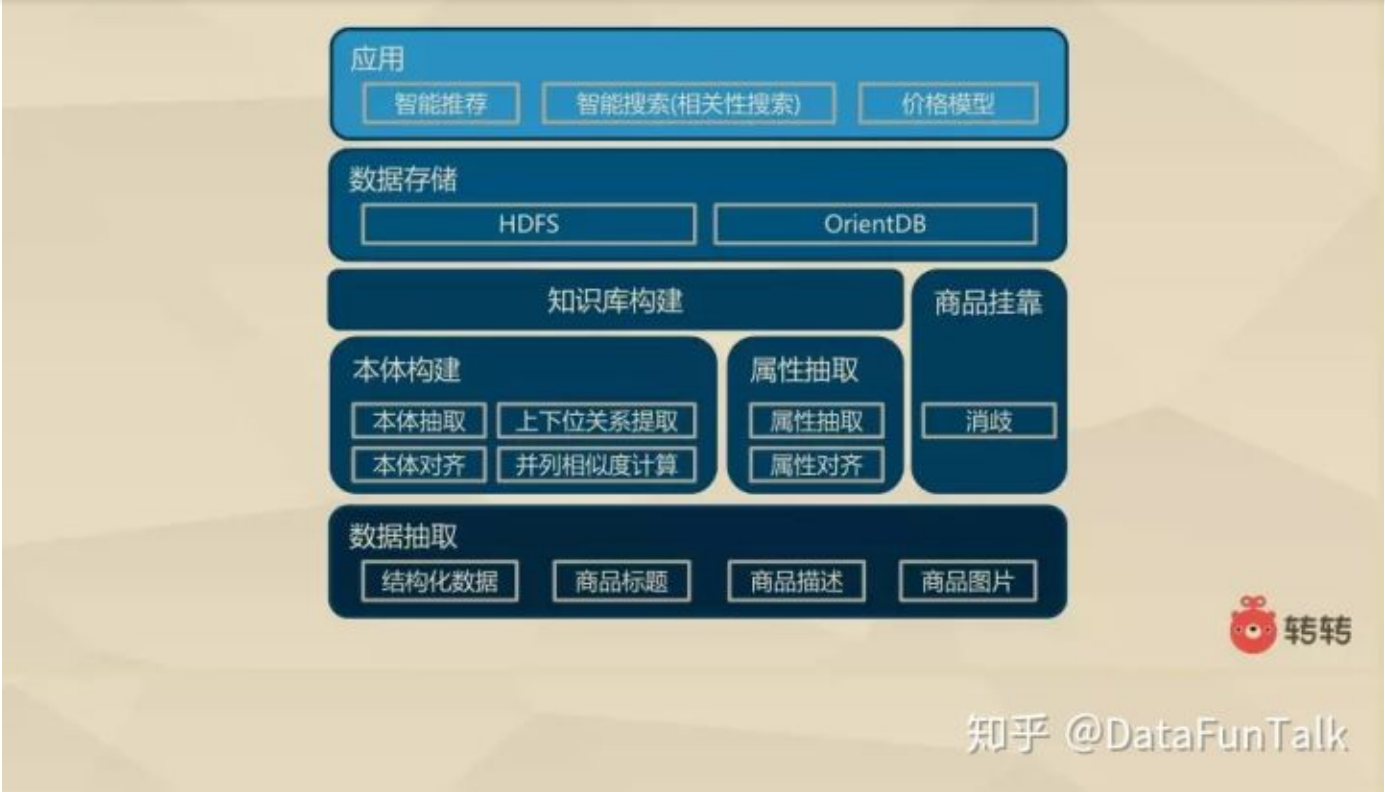 应用
智能推荐 智能搜索(相关性搜索) 价格模型
数据存储
HDFS OrientDB
知识库构建 商品挂靠
本体构建 属性抽取
本体抽取 上下位关系提取 属性抽取 消歧
本体对齐 并列相似度计算 属性对齐
数据抽取
结构化数据 商品标题 商品描述 商品图片
转转
知乎 @DataFunTalk